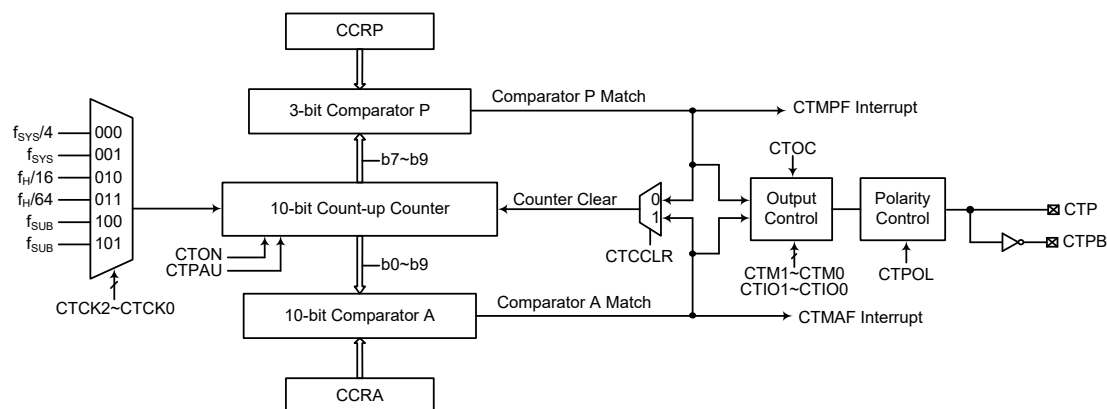 CCRP
3-bit Comparator P
Comparator P Match
CTMPF Interrupt
fSYS/4
000
fSYS
001
fH/16
010
fH/64
011
fSUB
100
fSUB
101
CTCK2~CTCK0
b7~b9
10-bit Count-up Counter
Counter Clear
0
1
CTCCLR
CTOC
Output
Control
Polarity
Control
CTP
CTPB
CTON
CTPAU
b0~b9
CTM1~CTM0
CTIO1~CTIO0
CTPOL
10-bit Comparator A
Comparator A Match
CTMAF Interrupt
CCRA